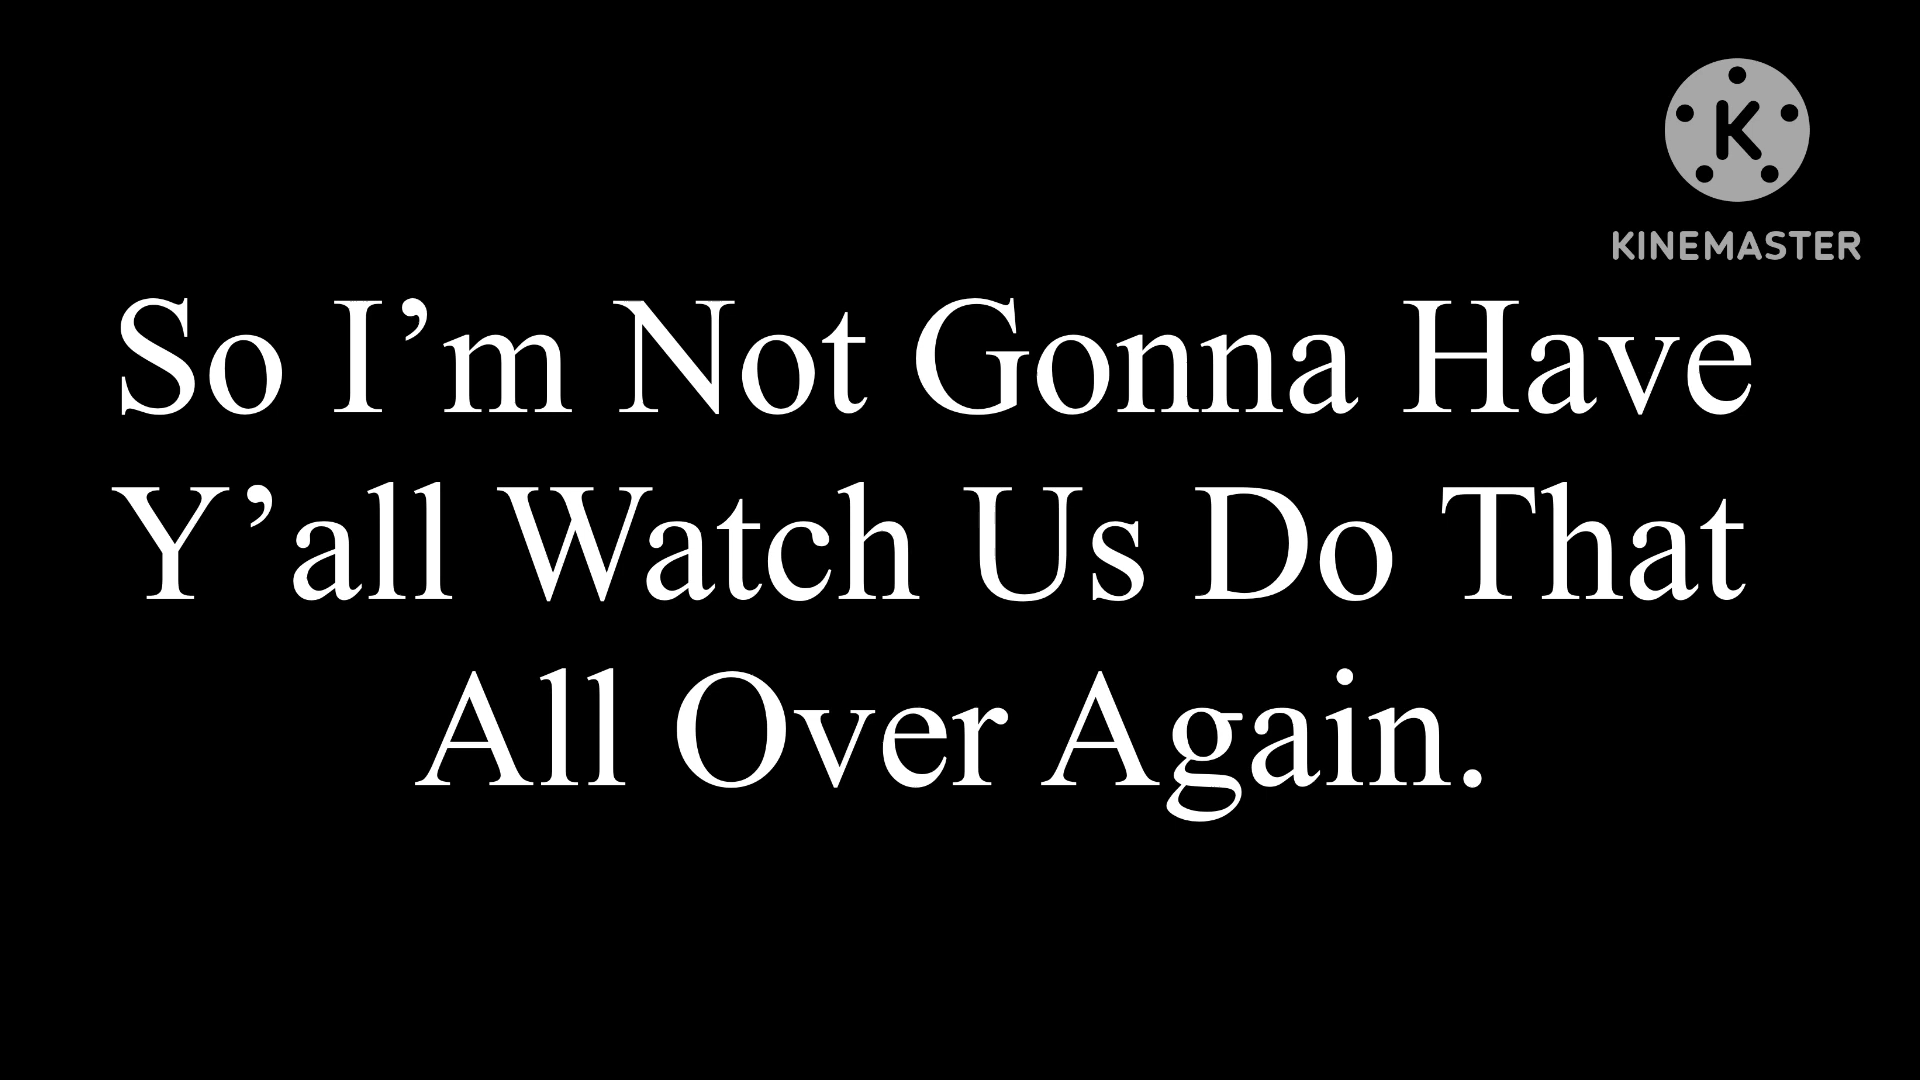 K
KINEMASTER
So I’m Not Gonna Have
Y’all Watch Us Do That
All Over Again.